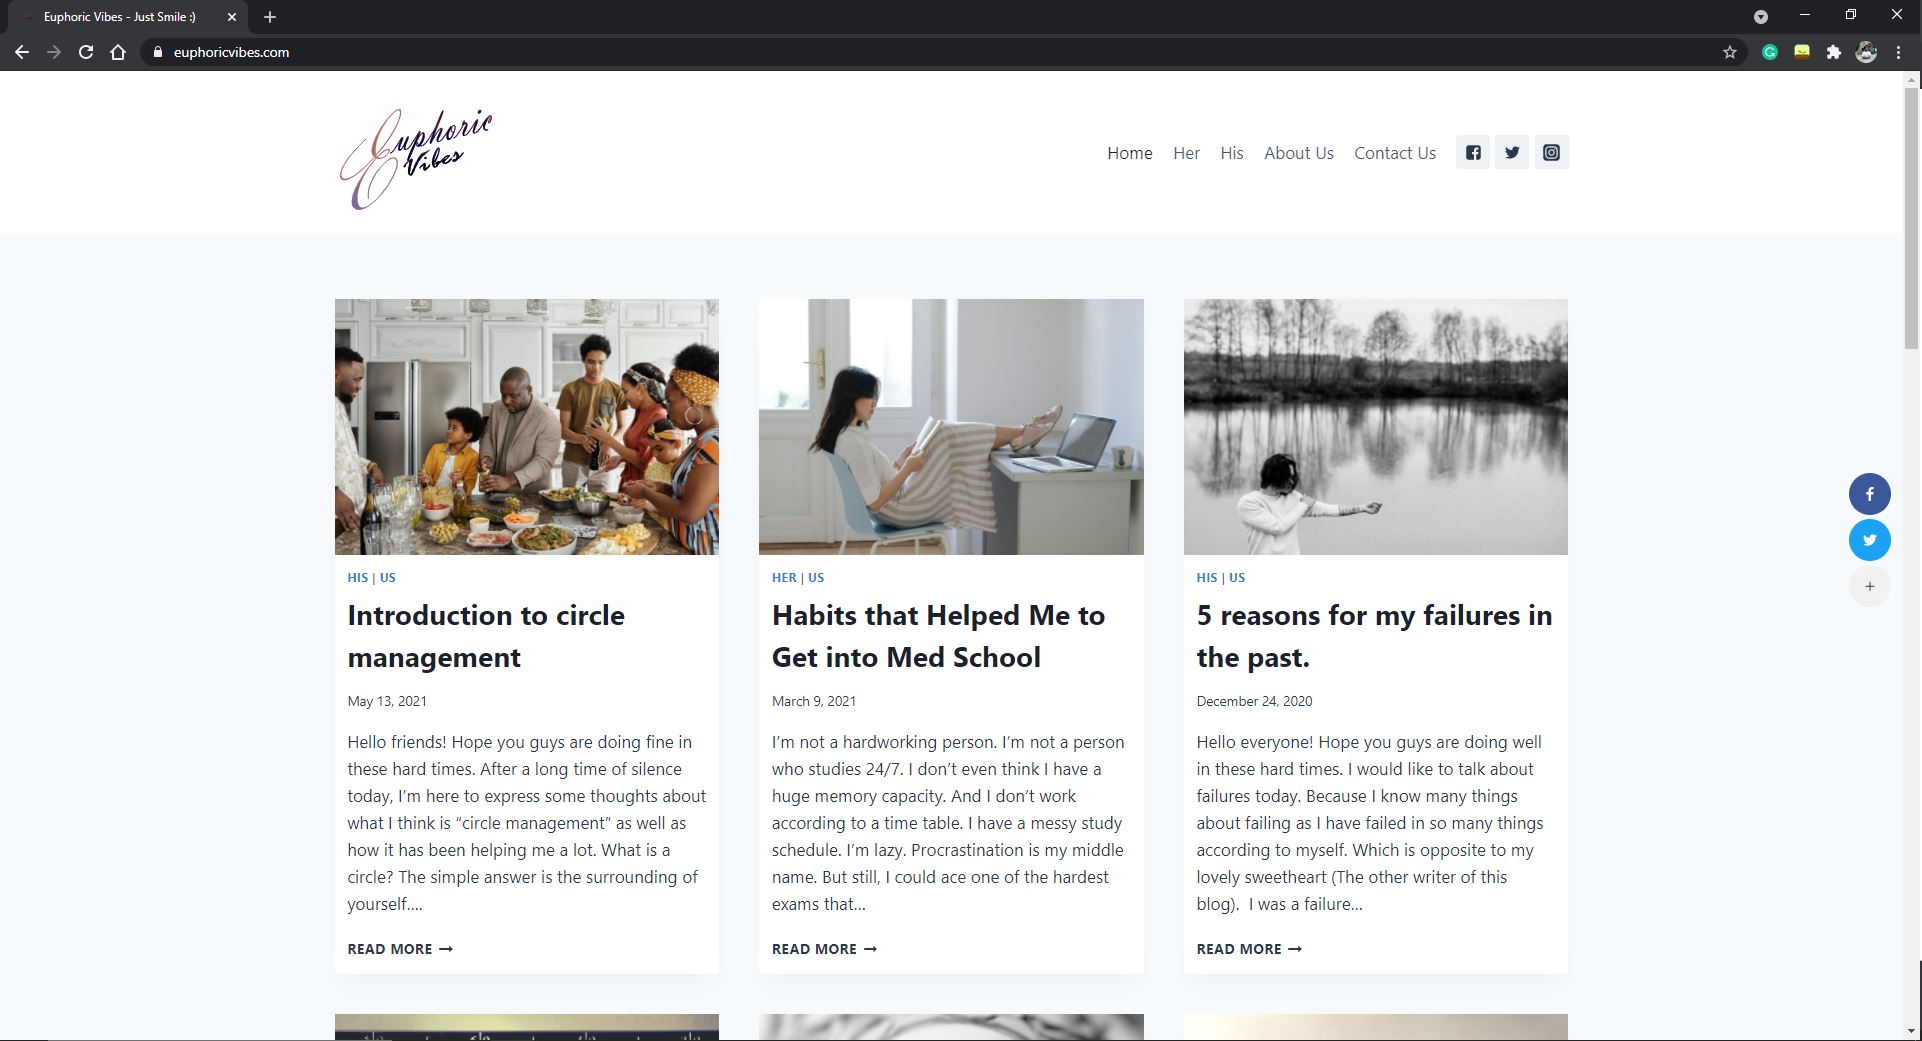 Euphoric Vibes - Just Smile :)
euphoricvibes.com
Euphoric
Vibes
Home Her His About Us Contact Us
HIS | US
Introduction to circle
management
May 13, 2021
Hello friends! Hope you guys are doing fine in
these hard times. After a long time of silence
today, I’m here to express some thoughts about
what I think is “circle management” as well as
how it has been helping me a lot. What is a
circle? The simple answer is the surrounding of
yourself....
READ MORE →
HER | US
Habits that Helped Me to
Get into Med School
March 9, 2021
I’m not a hardworking person. I’m not a person
who studies 24/7. I don’t even think I have a
huge memory capacity. And I don’t work
according to a time table. I have a messy study
schedule. I’m lazy. Procrastination is my middle
name. But still, I could ace one of the hardest
exams that...
READ MORE →
HIS | US
5 reasons for my failures in
the past.
December 24, 2020
Hello everyone! Hope you guys are doing well
in these hard times. I would like to talk about
failures today. Because I know many things
about failing as I have failed in so many things
according to myself. Which is opposite to my
lovely sweetheart (The other writer of this
blog).  I was a failure...
READ MORE →